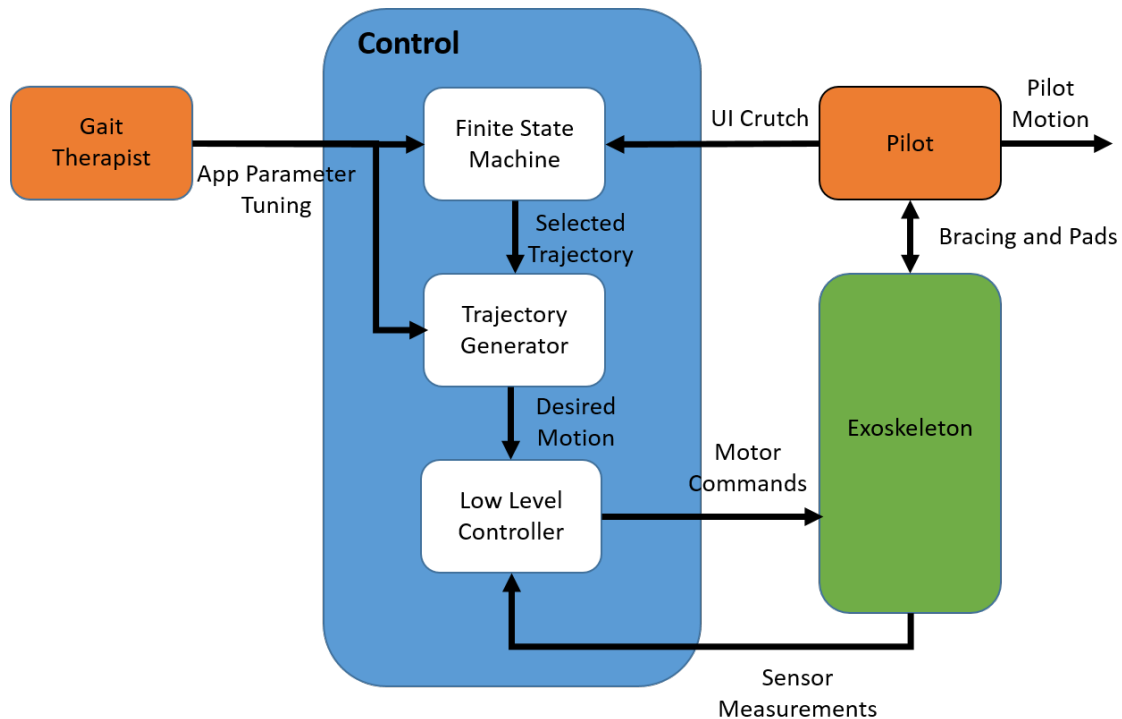 Control
Gait
Therapist
App Parameter
Tuning
Finite State
Machine
UI Crutch
Pilot
Pilot
Motion
Selected
Trajectory
Bracing and Pads
Trajectory
Generator
Desired
Motion
Exoskeleton
Low Level
Controller
Motor
Commands
Sensor
Measurements